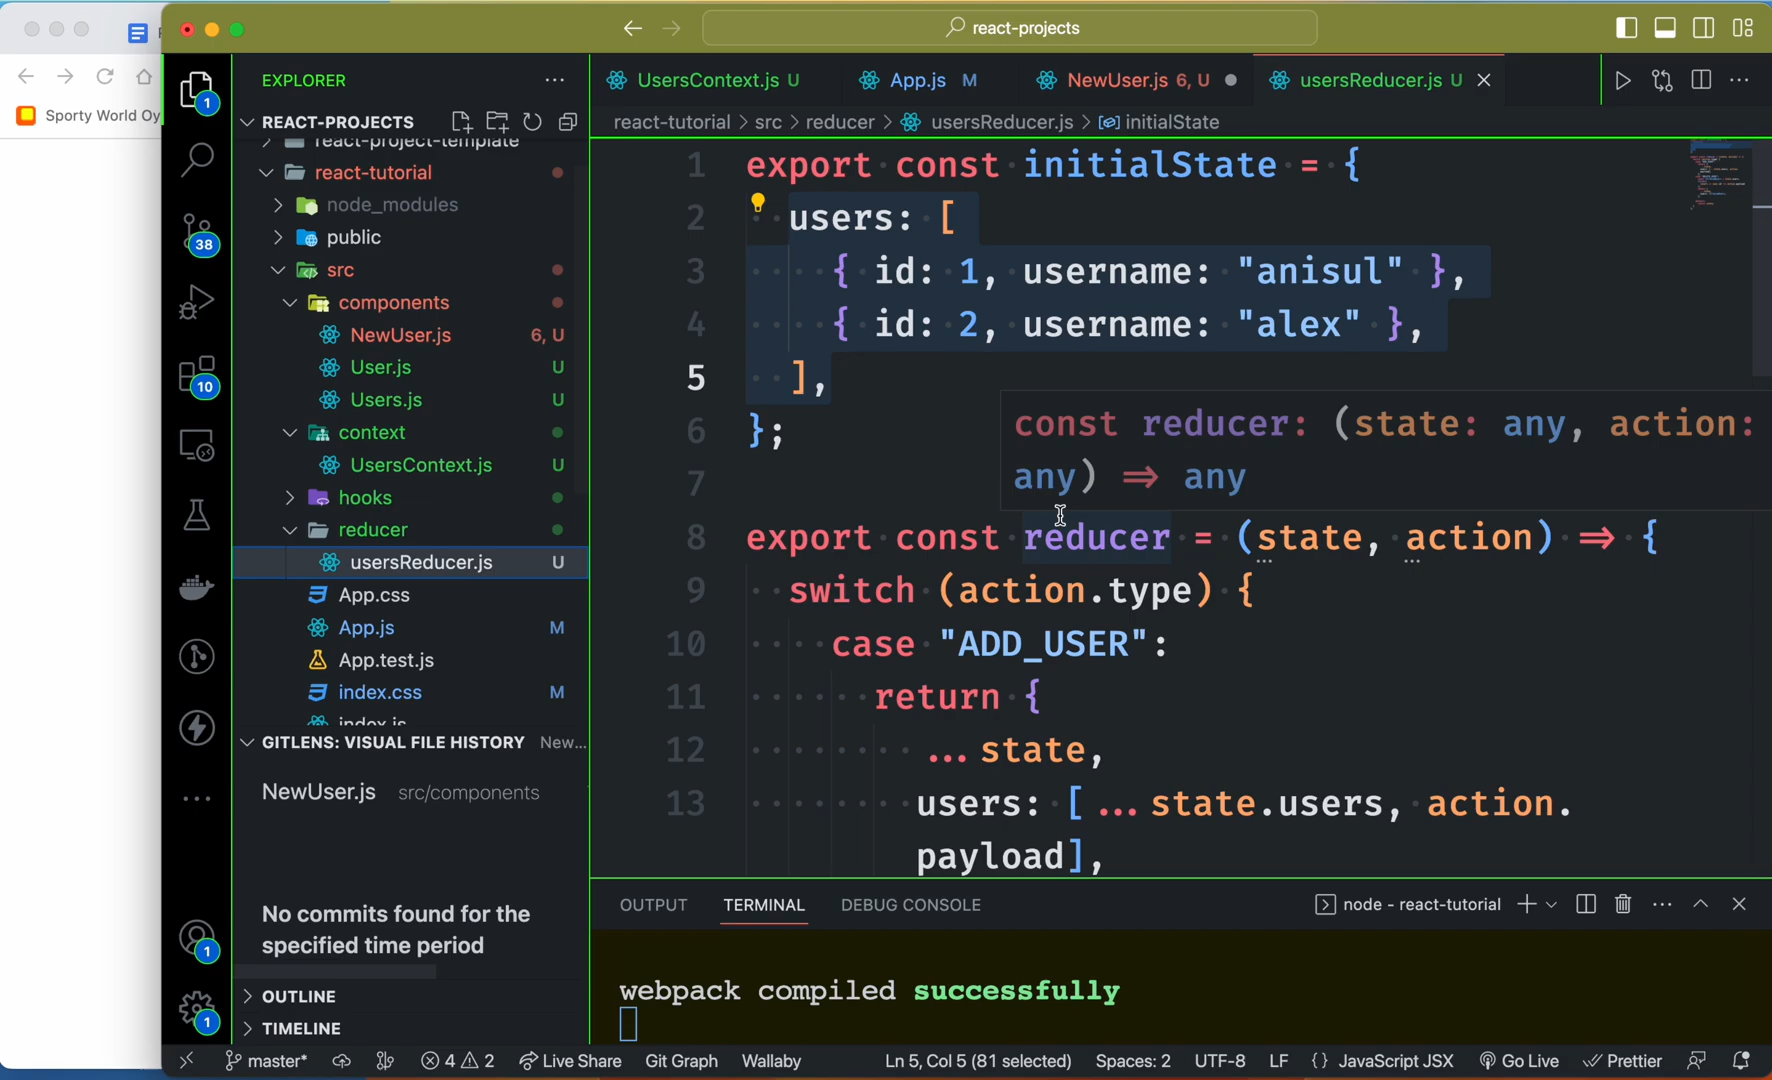 react-projects
Sporty World Oy
EXPLORER
UsersContext.js U
App.js M
NewUser.js 6, U
usersReducer.js U
REACT-PROJECTS
react-tutorial > src > reducer > usersReducer.js > initialState
react-project-template
react-tutorial
node_modules
public
src
components
NewUser.js 6, U
User.js U
Users.js U
context
UsersContext.js U
hooks
reducer
usersReducer.js U
App.css
App.js M
App.test.js
index.css M
index.js
1 export const initialState = {
2 users: [
3 { id: 1, username: "anisul" },
4 { id: 2, username: "alex" },
5 ],
6 };
7
const reducer: (state: any, action:
any) => any
8 export const reducer = (state, action) => {
9 switch (action.type) {
10 case "ADD_USER":
11 return {
12 ...state,
13 users: [...state.users, action.
payload],
1
38
10
1
1
GITLENS: VISUAL FILE HISTORY New...
NewUser.js src/components
No commits found for the
specified time period
OUTLINE
TIMELINE
OUTPUT TERMINAL DEBUG CONSOLE
node - react-tutorial
webpack compiled successfully
master* 4 2 Live Share Git Graph Wallaby Ln 5, Col 5 (81 selected) Spaces: 2 UTF-8 LF {} JavaScript JSX Go Live Prettier